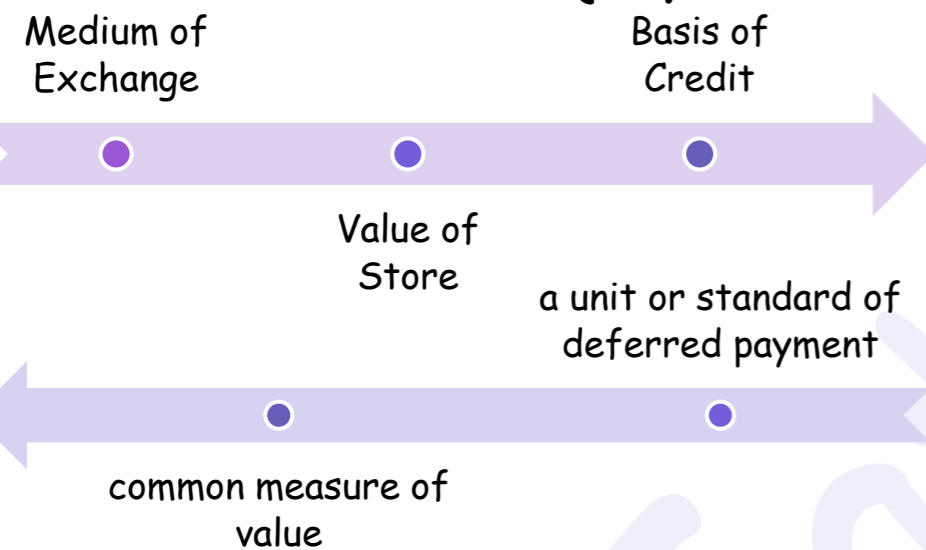 Medium of
Exchange
Basis of
Credit
Value of
Store
a unit or standard of
deferred payment
common measure of
value